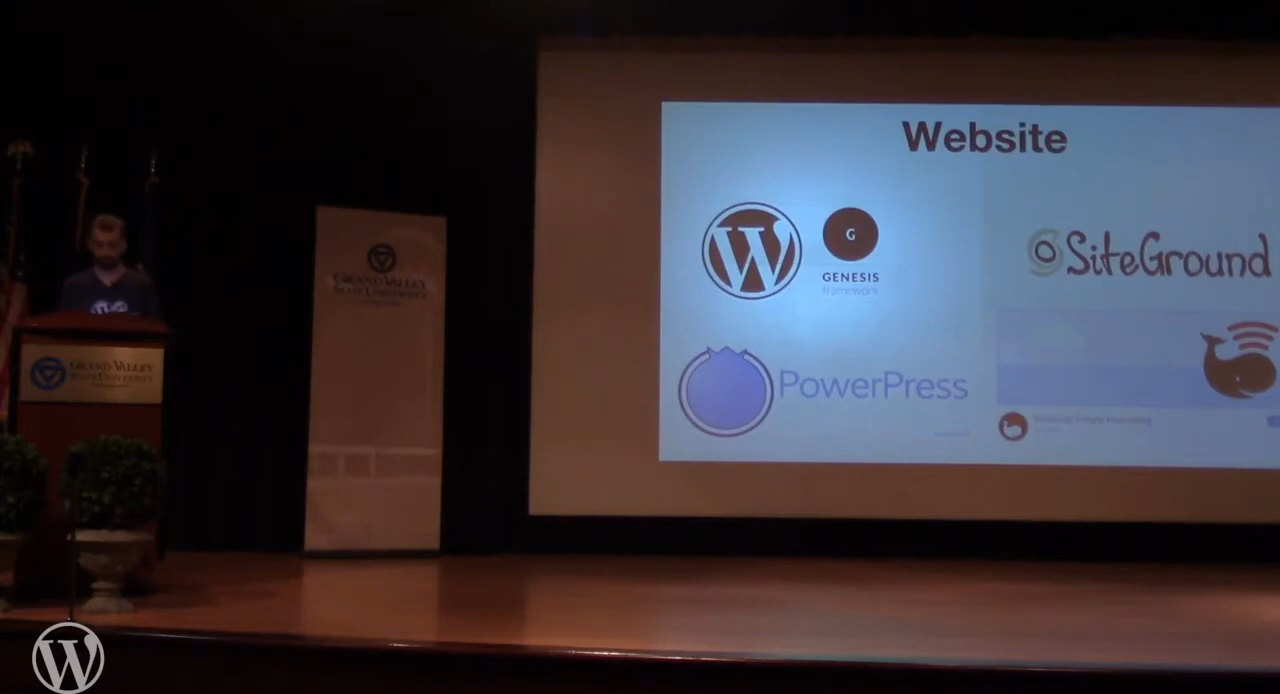 Website
W
G
GENESIS
framework
SiteGround
PowerPress
GRAND VALLEY
STATE UNIVERSITY
GRAND VALLEY
STATE UNIVERSITY
W